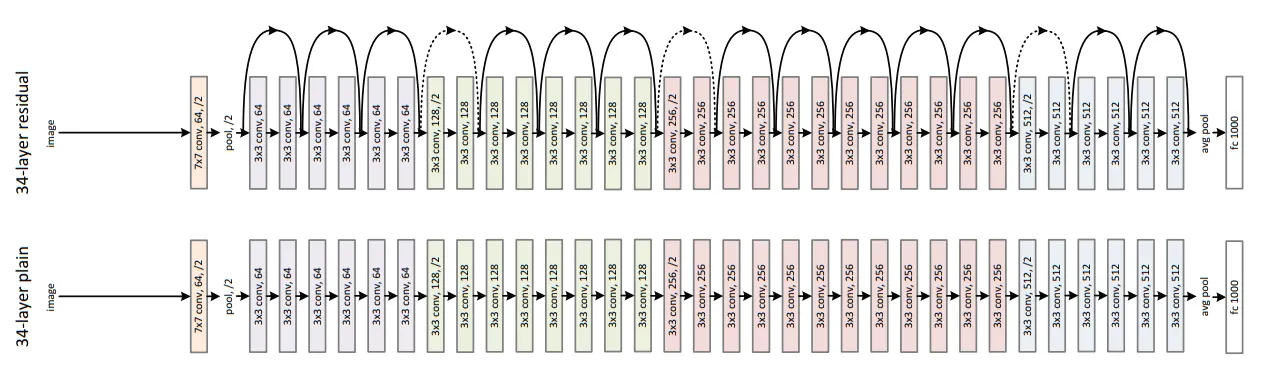 34-layer residual
image
7x7 conv, 64, /2
pool, /2
3x3 conv, 64
3x3 conv, 64
3x3 conv, 64
3x3 conv, 64
3x3 conv, 64
3x3 conv, 64
3x3 conv, 128, /2
3x3 conv, 128
3x3 conv, 128
3x3 conv, 128
3x3 conv, 128
3x3 conv, 128
3x3 conv, 128
3x3 conv, 128
3x3 conv, 256, /2
3x3 conv, 256
3x3 conv, 256
3x3 conv, 256
3x3 conv, 256
3x3 conv, 256
3x3 conv, 256
3x3 conv, 256
3x3 conv, 256
3x3 conv, 256
3x3 conv, 256
3x3 conv, 256
3x3 conv, 512, /2
3x3 conv, 512
3x3 conv, 512
3x3 conv, 512
3x3 conv, 512
3x3 conv, 512
avg pool
fc 1000
34-layer plain
image
7x7 conv, 64, /2
pool, /2
3x3 conv, 64
3x3 conv, 64
3x3 conv, 64
3x3 conv, 64
3x3 conv, 64
3x3 conv, 64
3x3 conv, 128, /2
3x3 conv, 128
3x3 conv, 128
3x3 conv, 128
3x3 conv, 128
3x3 conv, 128
3x3 conv, 128
3x3 conv, 128
3x3 conv, 256, /2
3x3 conv, 256
3x3 conv, 256
3x3 conv, 256
3x3 conv, 256
3x3 conv, 256
3x3 conv, 256
3x3 conv, 256
3x3 conv, 256
3x3 conv, 256
3x3 conv, 256
3x3 conv, 256
3x3 conv, 512, /2
3x3 conv, 512
3x3 conv, 512
3x3 conv, 512
3x3 conv, 512
3x3 conv, 512
avg pool
fc 1000